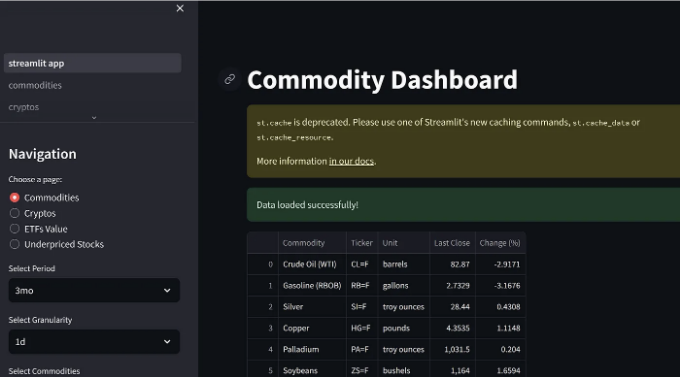 streamlit app
commodities
cryptos
Navigation
Choose a page:
Commodities
Cryptos
ETFs Value
Underpriced Stocks
Select Period
3mo
Select Granularity
1d
Select Commodities
Commodity Dashboard
st.cache is deprecated. Please use one of Streamlit's new caching commands, st.cache_data or
st.cache_resource.
More information in our docs.
Data loaded successfully!
Commodity Ticker Unit Last Close Change (%)
0 Crude Oil (WTI) CL=F barrels 82.87 -2.9171
1 Gasoline (RBOB) RB=F gallons 2.7329 -3.1676
2 Silver SI=F troy ounces 28.44 0.4308
3 Copper HG=F pounds 4.3535 1.1148
4 Palladium PA=F troy ounces 1,031.5 0.204
5 Soybeans ZS=F bushels 1,164 1.6594